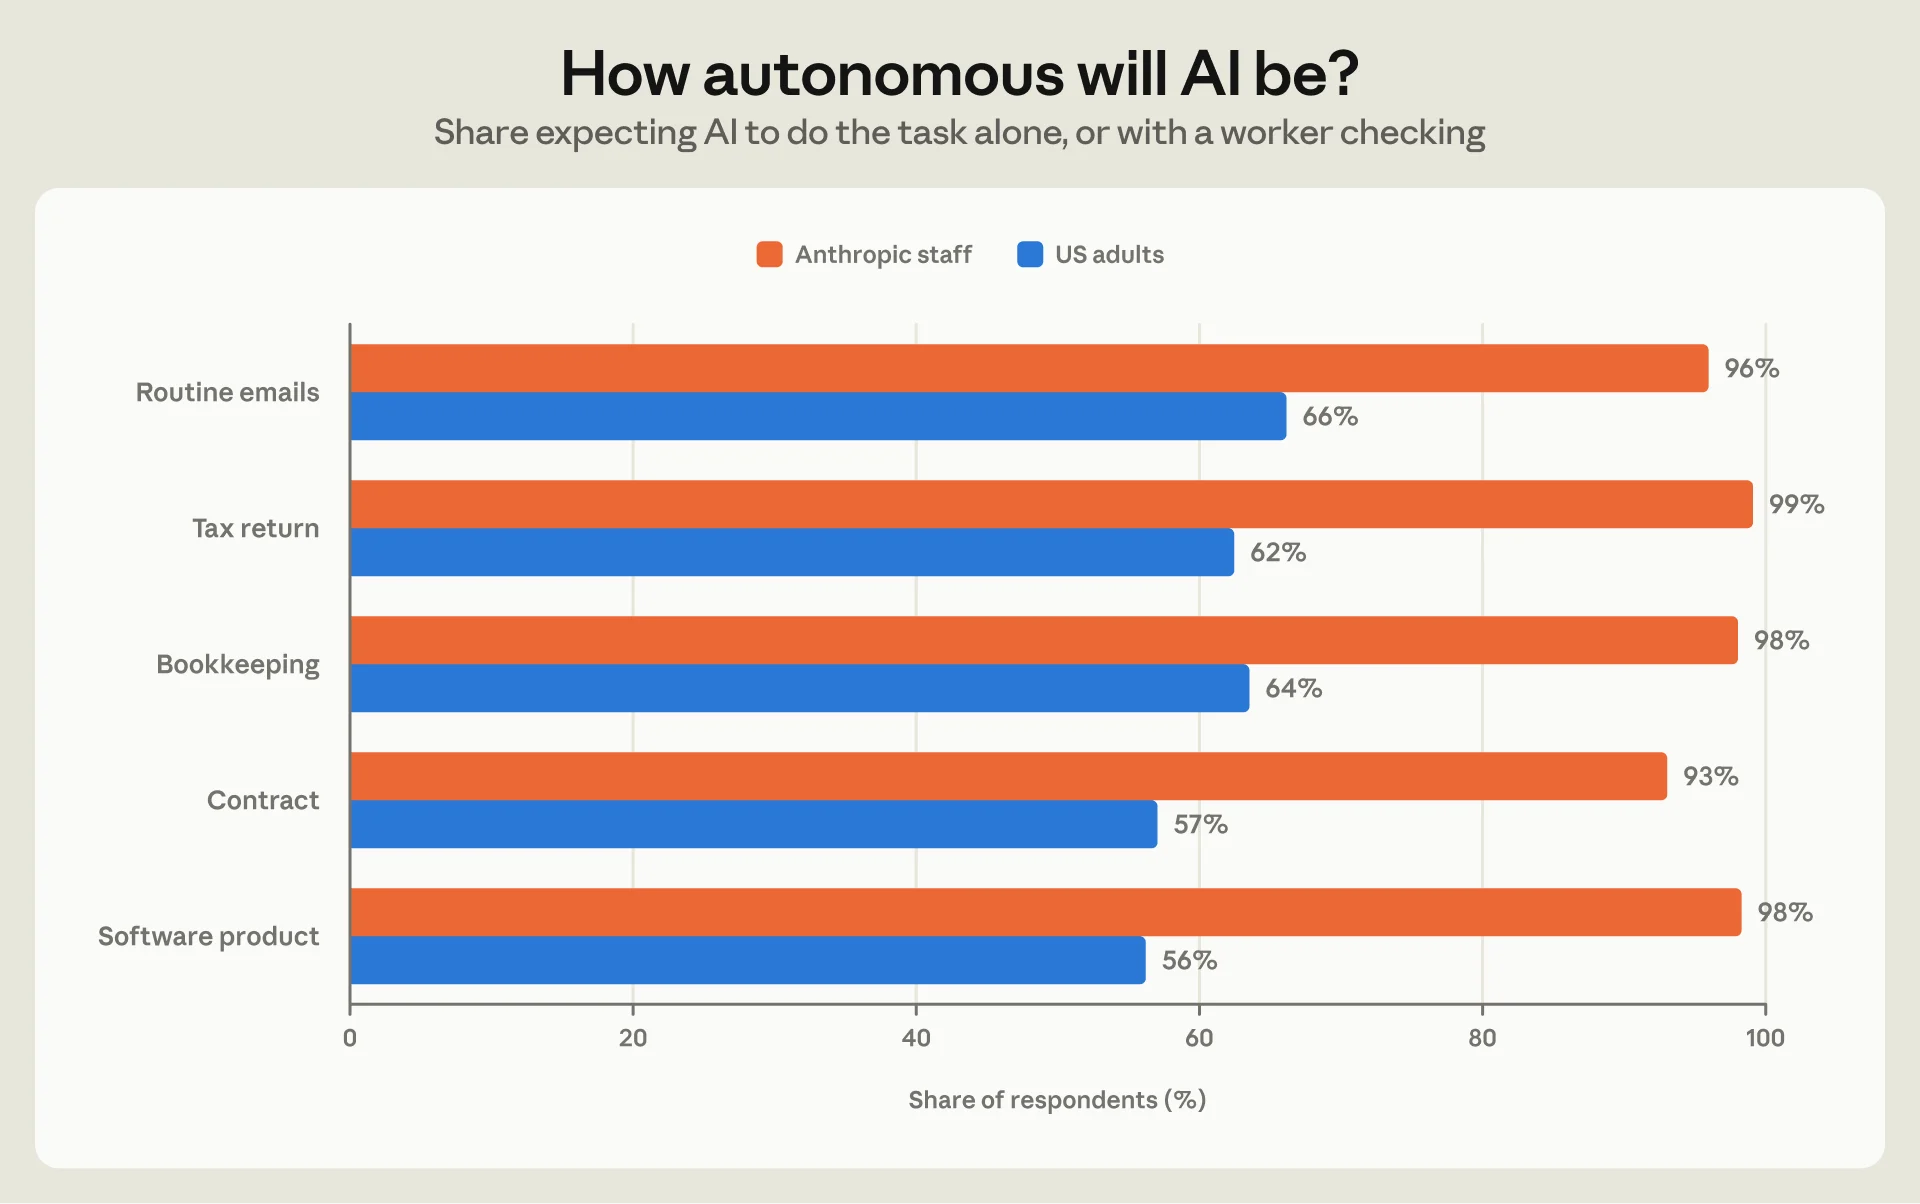 How autonomous will AI be?
Share expecting AI to do the task alone, or with a worker checking
Anthropic staff
US adults
Routine emails
96%
66%
Tax return
99%
62%
Bookkeeping
98%
64%
Contract
93%
57%
Software product
98%
56%
0
20
40
60
80
100
Share of respondents (%)